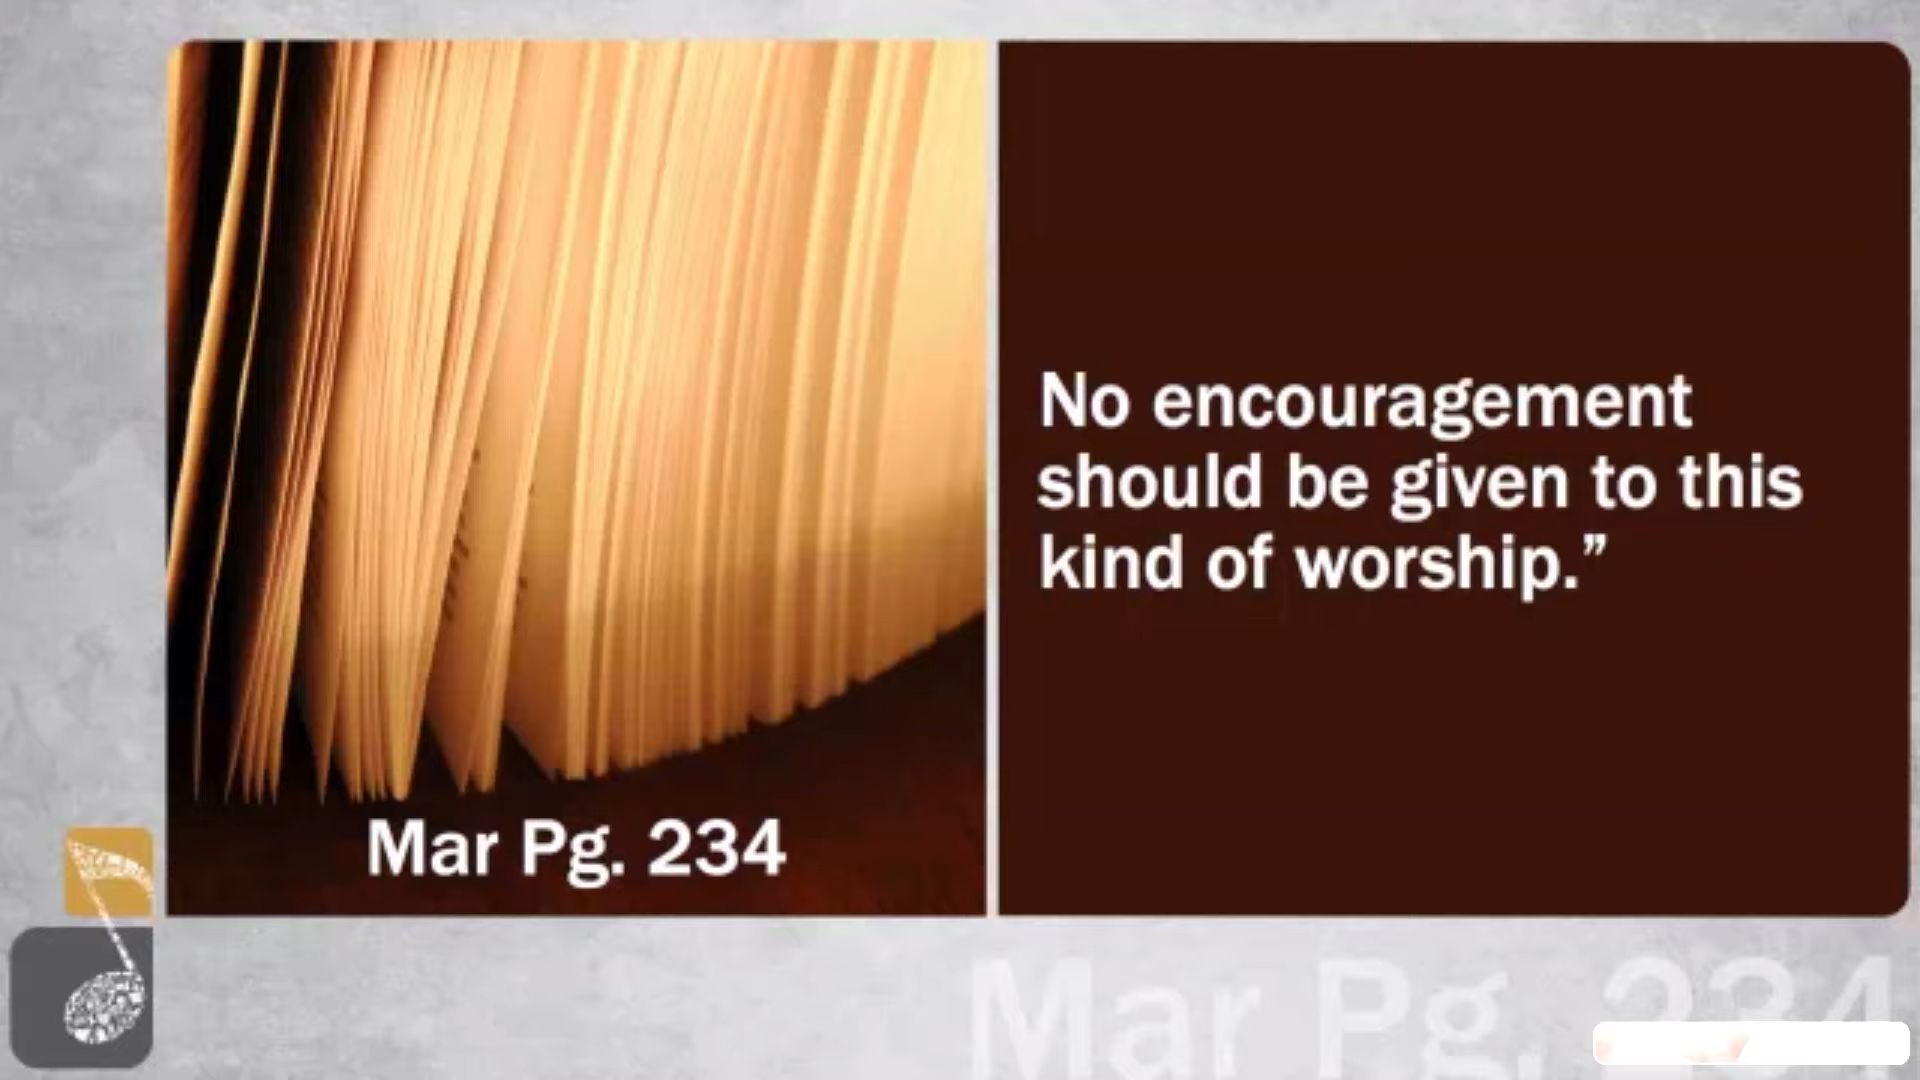 No encouragement
should be given to this
kind of worship.”
Mar Pg. 234
Mar Pg. 234